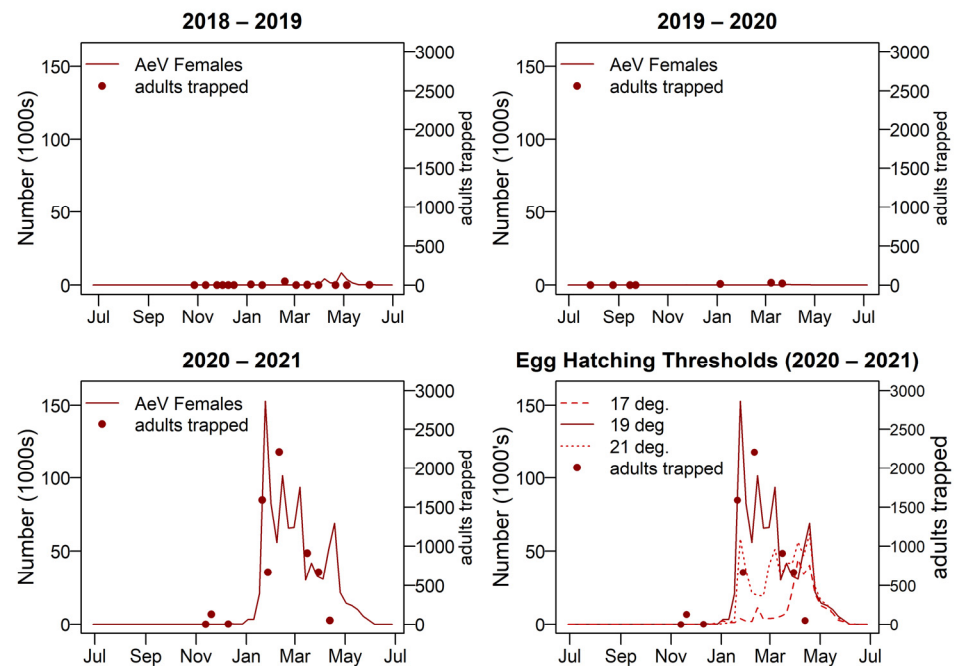 2018 – 2019
AeV Females
adults trapped
Number (1000s)
150
100
50
0
3000
2500
2000
1500
1000
500
0
adults trapped
Jul Sep Nov Jan Mar May Jul
2019 – 2020
AeV Females
adults trapped
Number (1000s)
150
100
50
0
3000
2500
2000
1500
1000
500
0
adults trapped
Jul Sep Nov Jan Mar May Jul
2020 – 2021
AeV Females
adults trapped
Number (1000s)
150
100
50
0
3000
2500
2000
1500
1000
500
0
adults trapped
Jul Sep Nov Jan Mar May Jul
Egg Hatching Thresholds (2020 – 2021)
17 deg.
19 deg.
21 deg.
adults trapped
Number (1000's)
150
100
50
0
3000
2500
2000
1500
1000
500
0
adults trapped
Jul Sep Nov Jan Mar May Jul